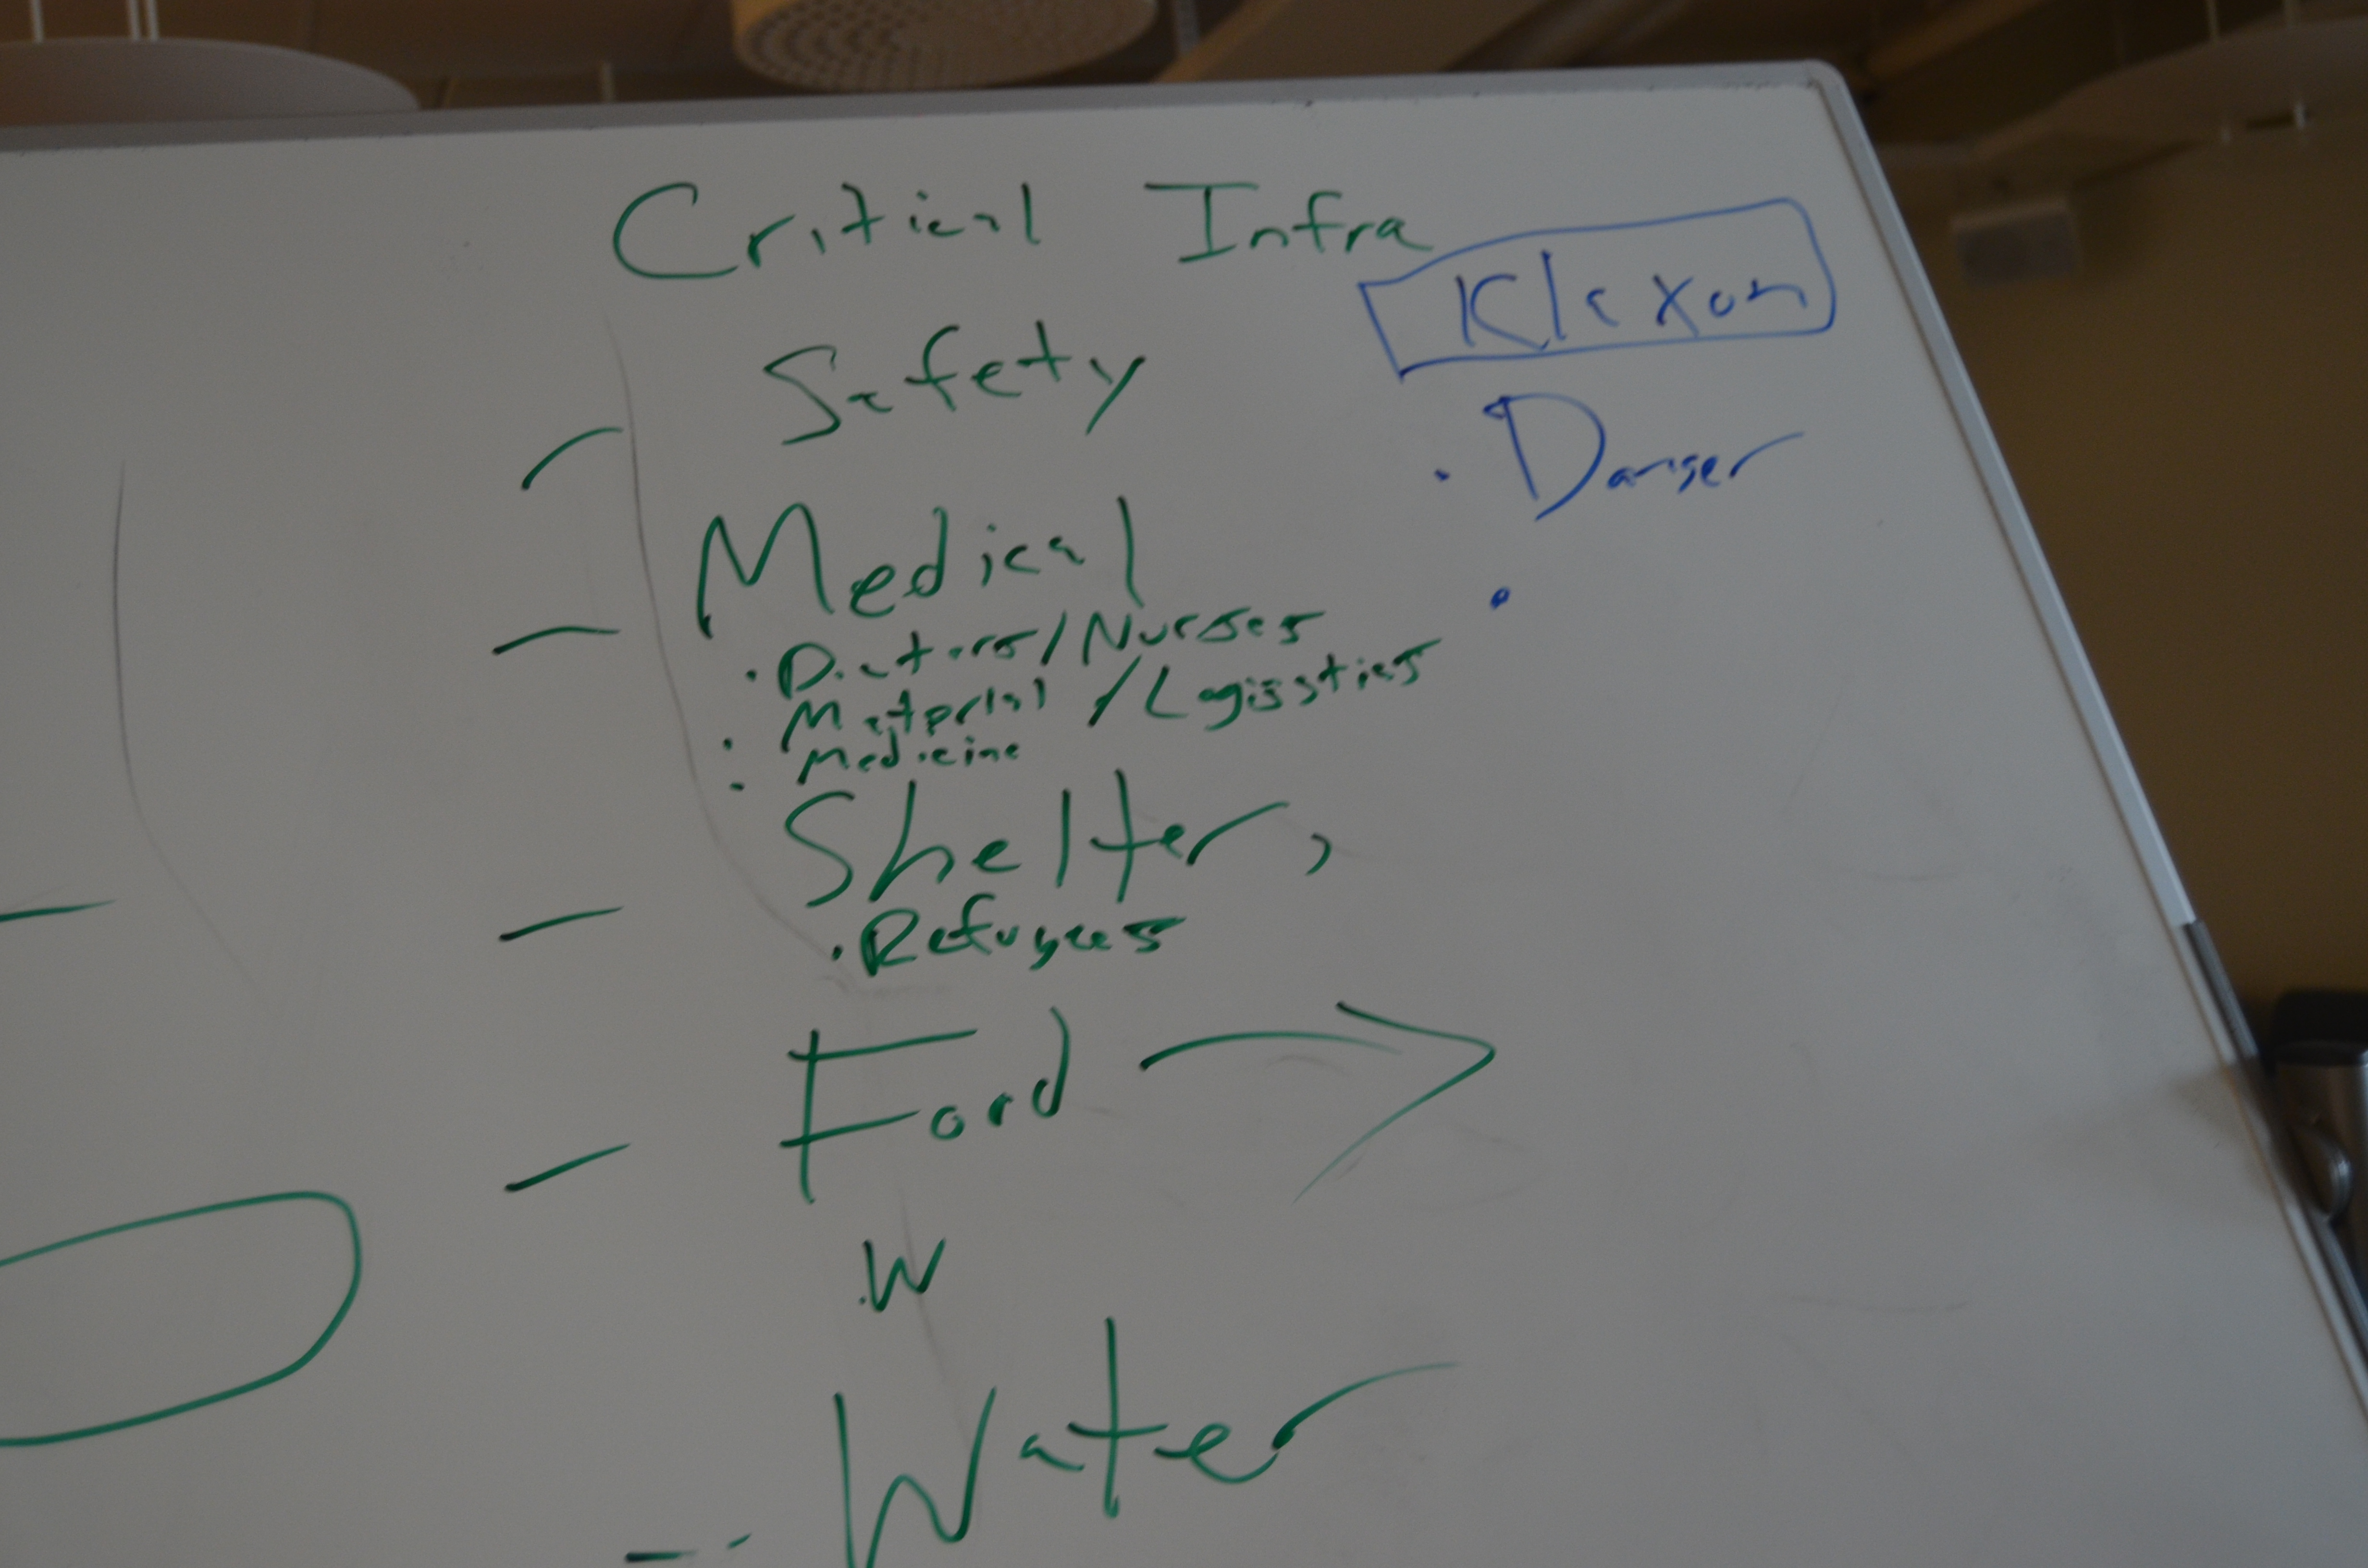 Critical Infra
Klaxon
Safety
· Danger
- Medical
· Doctors/Nurses
· Material/Logisstics
· Medicine
- Shelter,
· Refugees
- Food →
· W
- Water